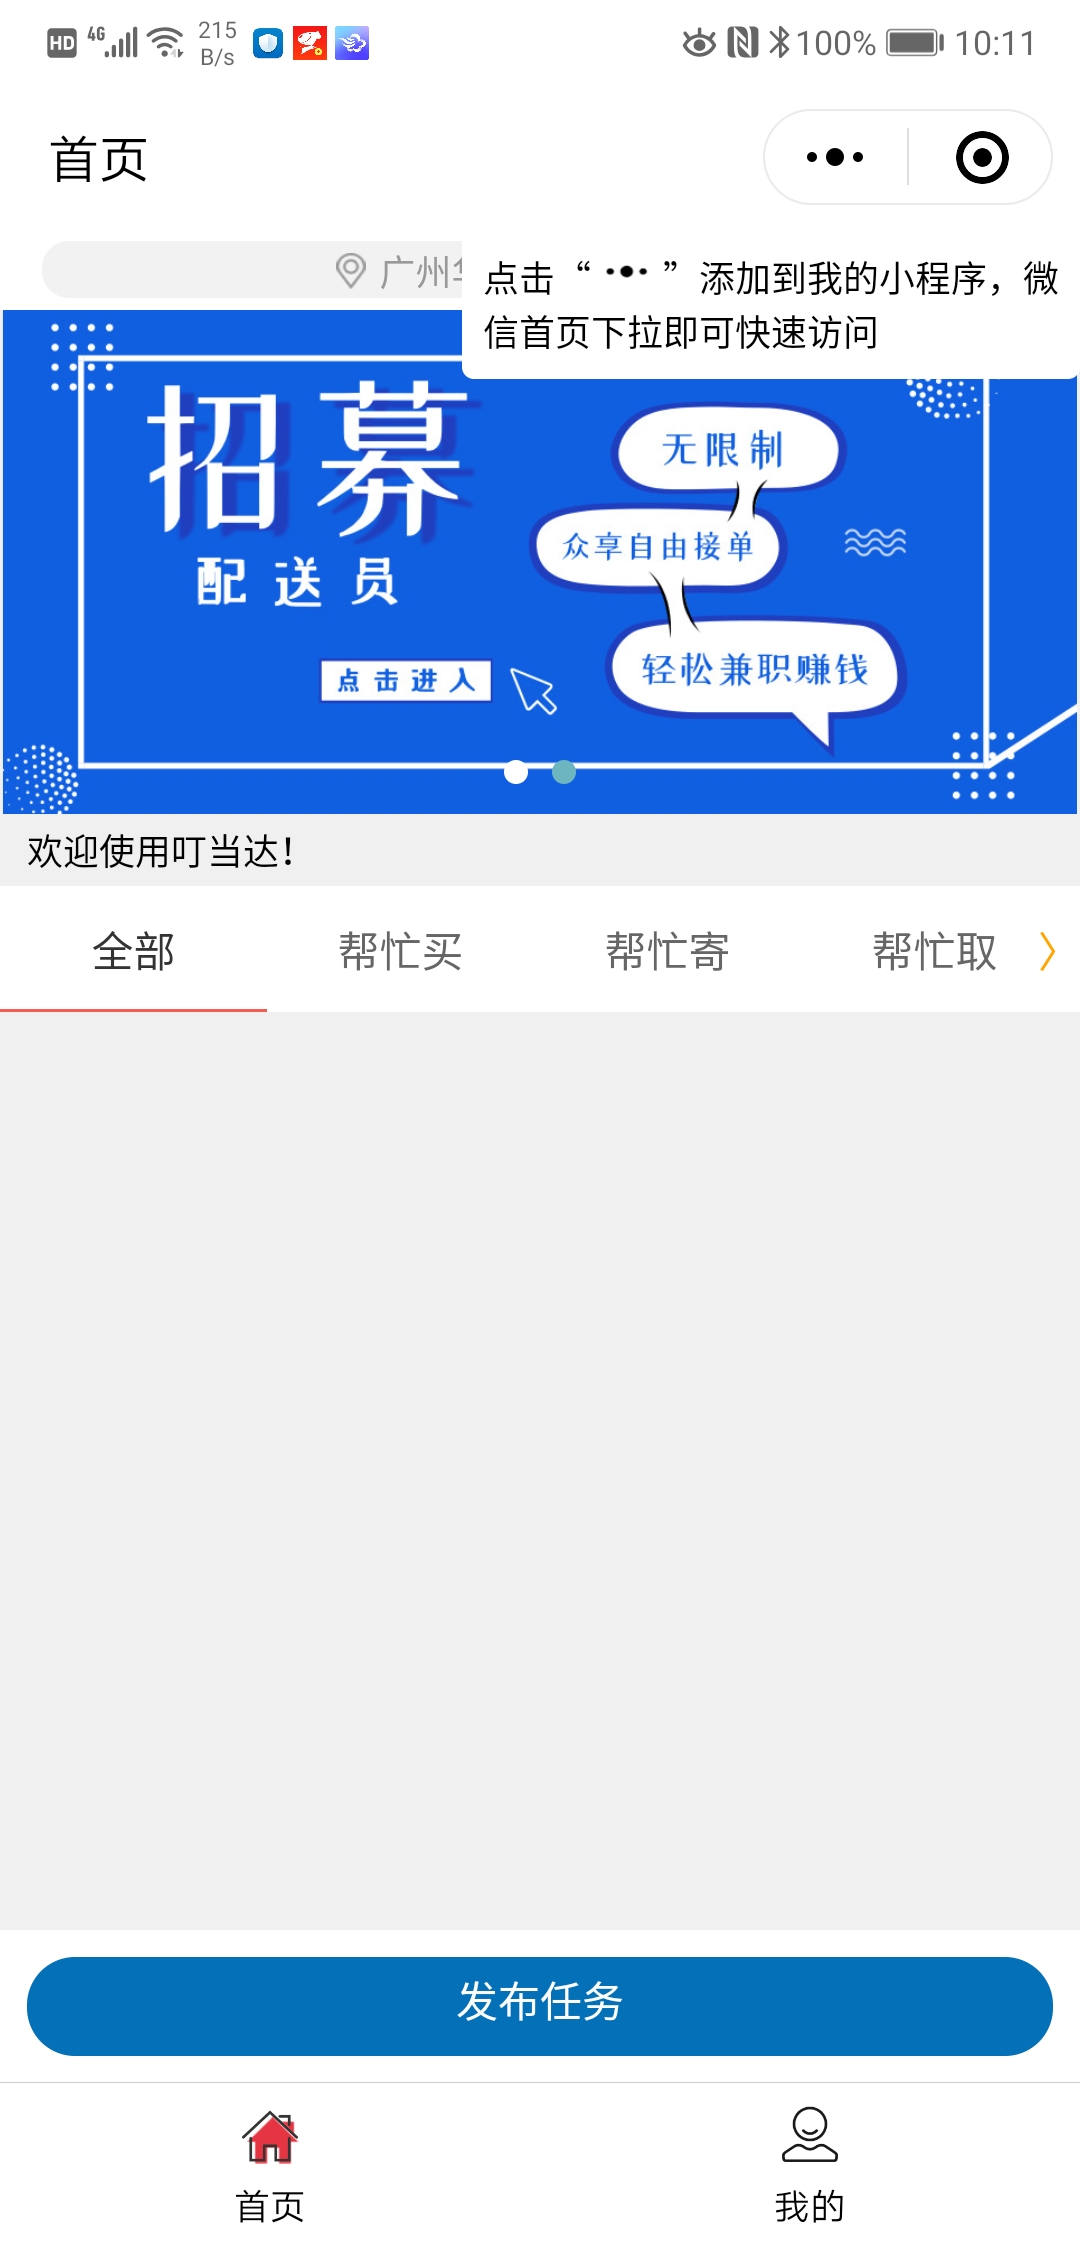 HD 4G 215 B/s 100% 10:11
首页
广州
点击“•••”添加到我的小程序，微
信首页下拉即可快速访问
招募
配送员
点击进入
无限制
众享自由接单
轻松兼职赚钱
欢迎使用叮当达！
全部 帮忙买 帮忙寄 帮忙取
发布任务
首页 我的